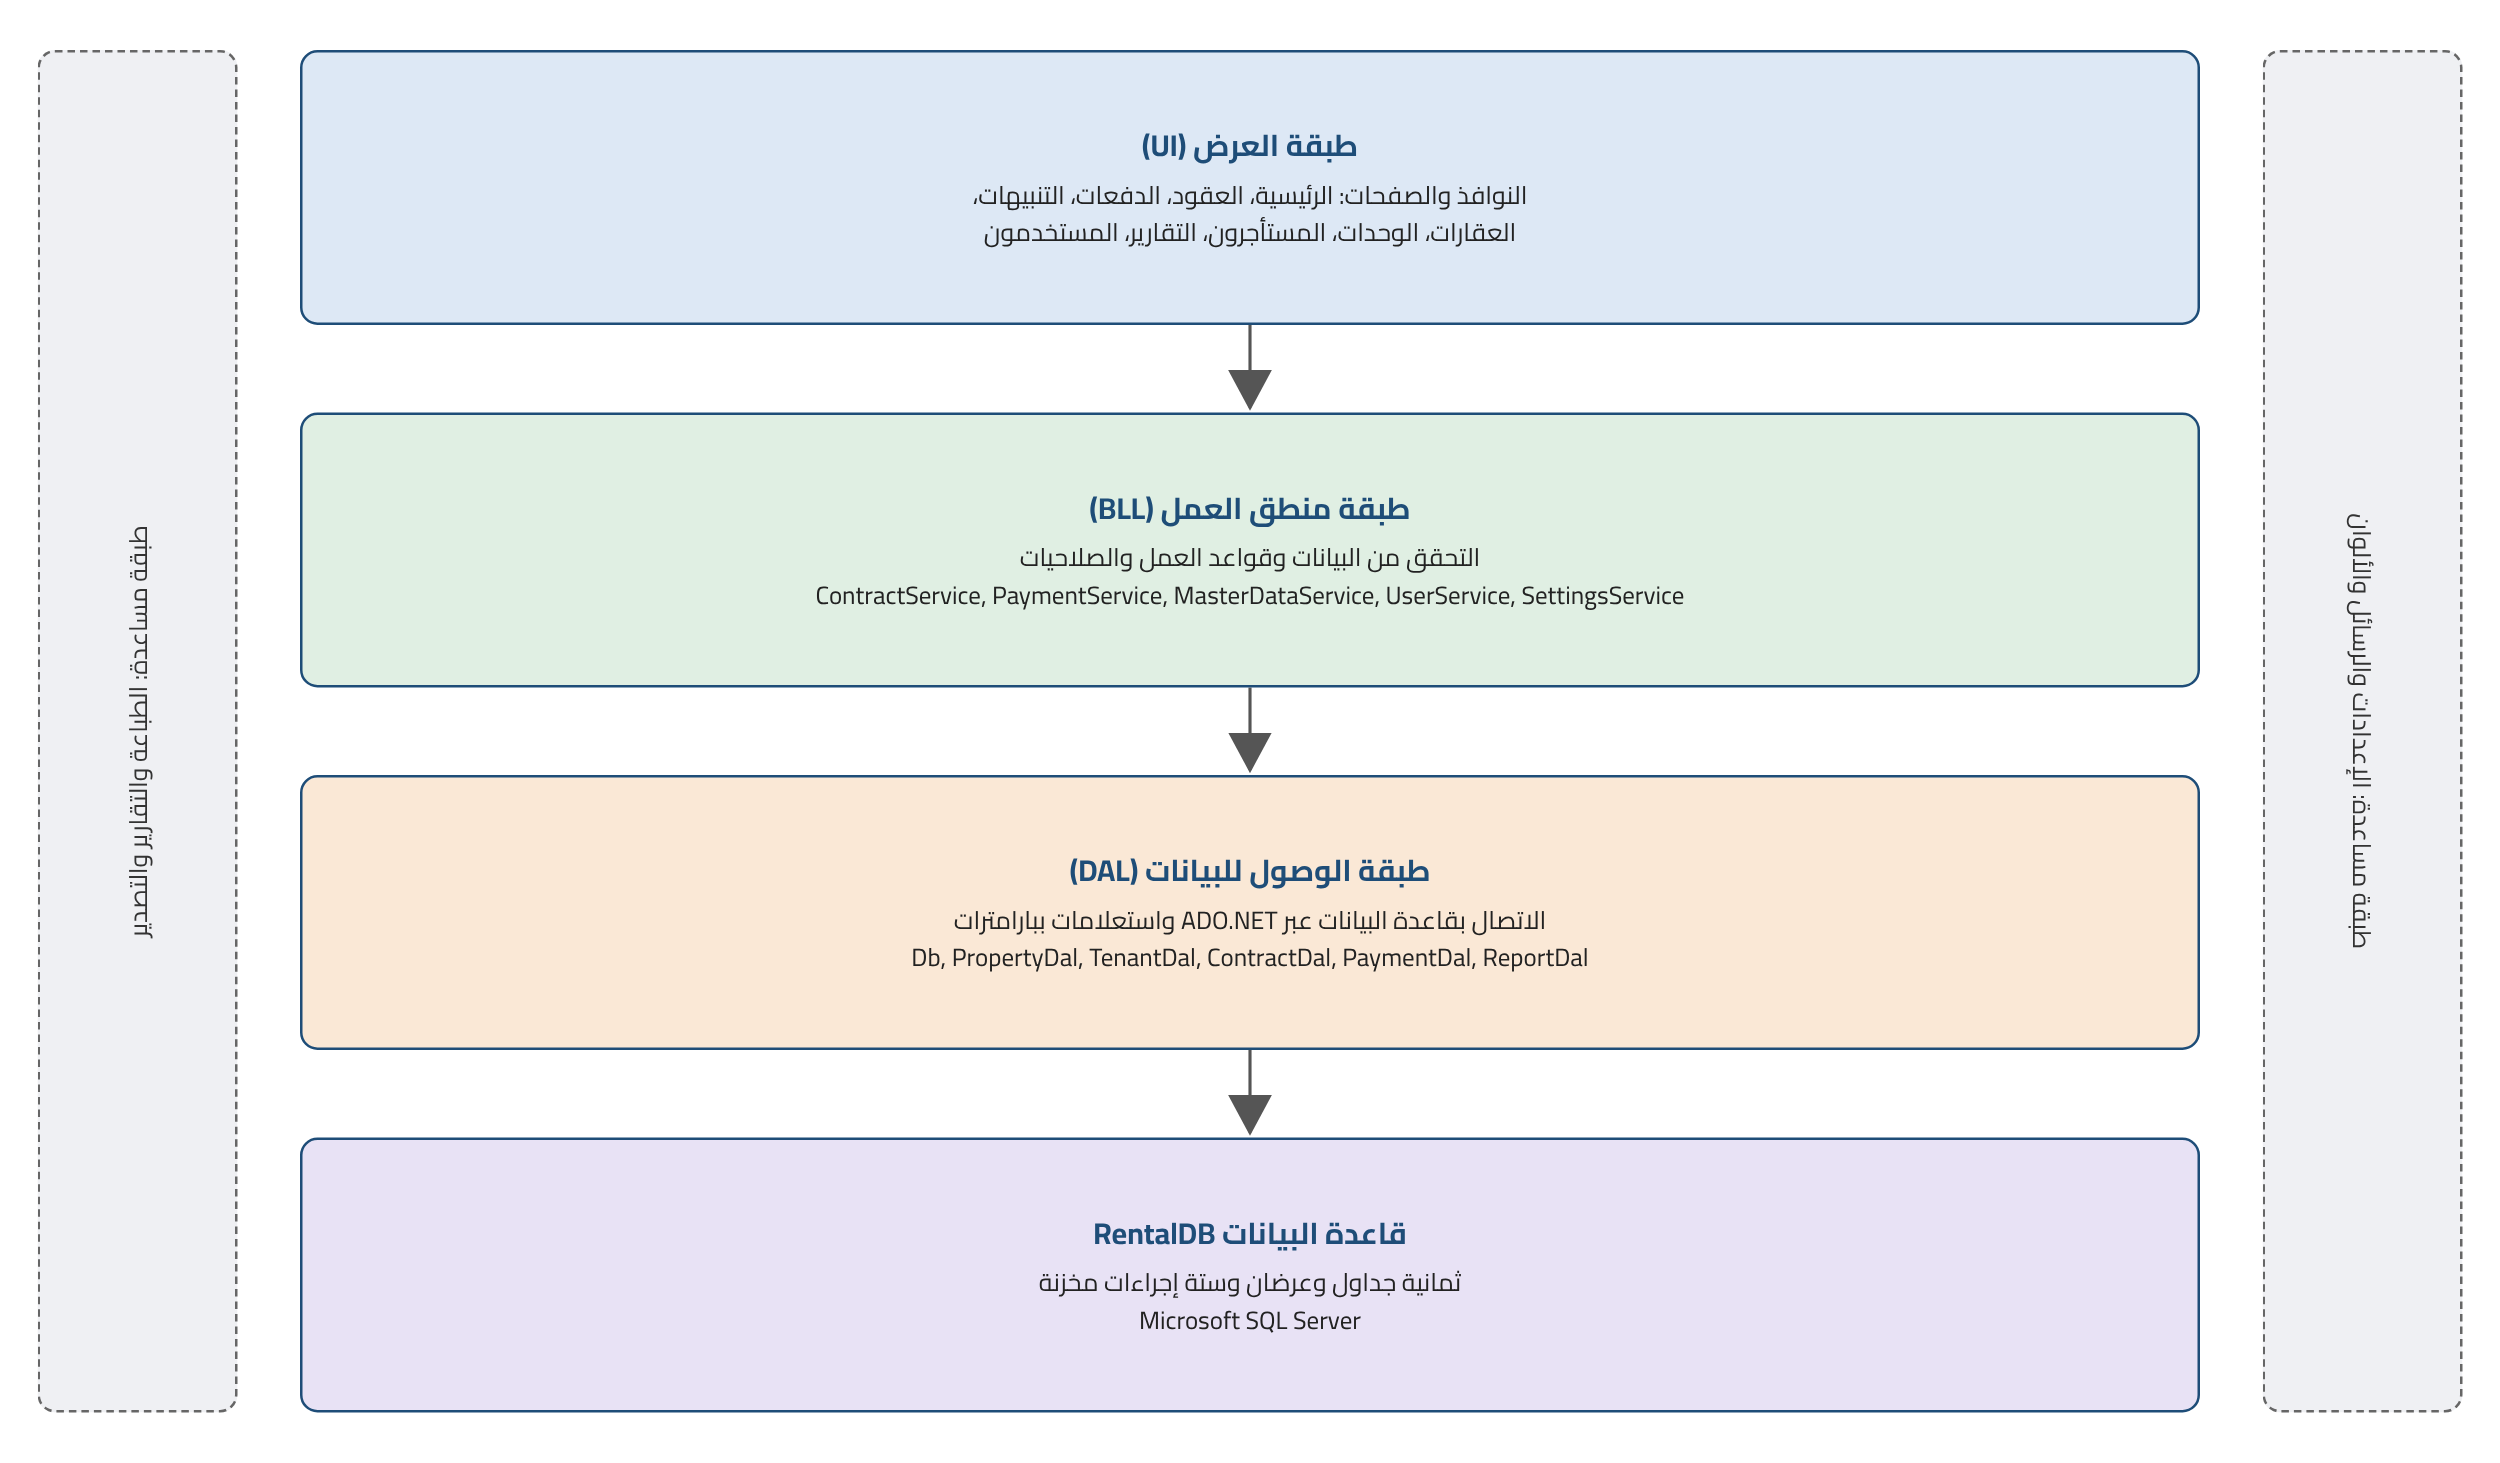 طبقة العرض (UI)
النوافذ والصفحات: الرئيسية، العقود، الدفعات، التنبيهات،
العقارات، الوحدات، المستأجرون، التقارير، المستخدمون
طبقة منطق العمل (BLL)
التحقق من البيانات وقواعد العمل والصلاحيات
ContractService, PaymentService, MasterDataService, UserService, SettingsService
طبقة الوصول للبيانات (DAL)
الاتصال بقاعدة البيانات عبر ADO.NET واستعلامات ببارامترات
Db, PropertyDal, TenantDal, ContractDal, PaymentDal, ReportDal
قاعدة البيانات RentalDB
ثمانية جداول وعرضان وستة إجراءات مخزنة
Microsoft SQL Server
طبقة مساعدة: الإعدادات والرسائل والألوان
طبقة مساعدة: الطباعة والتقارير والتصدير